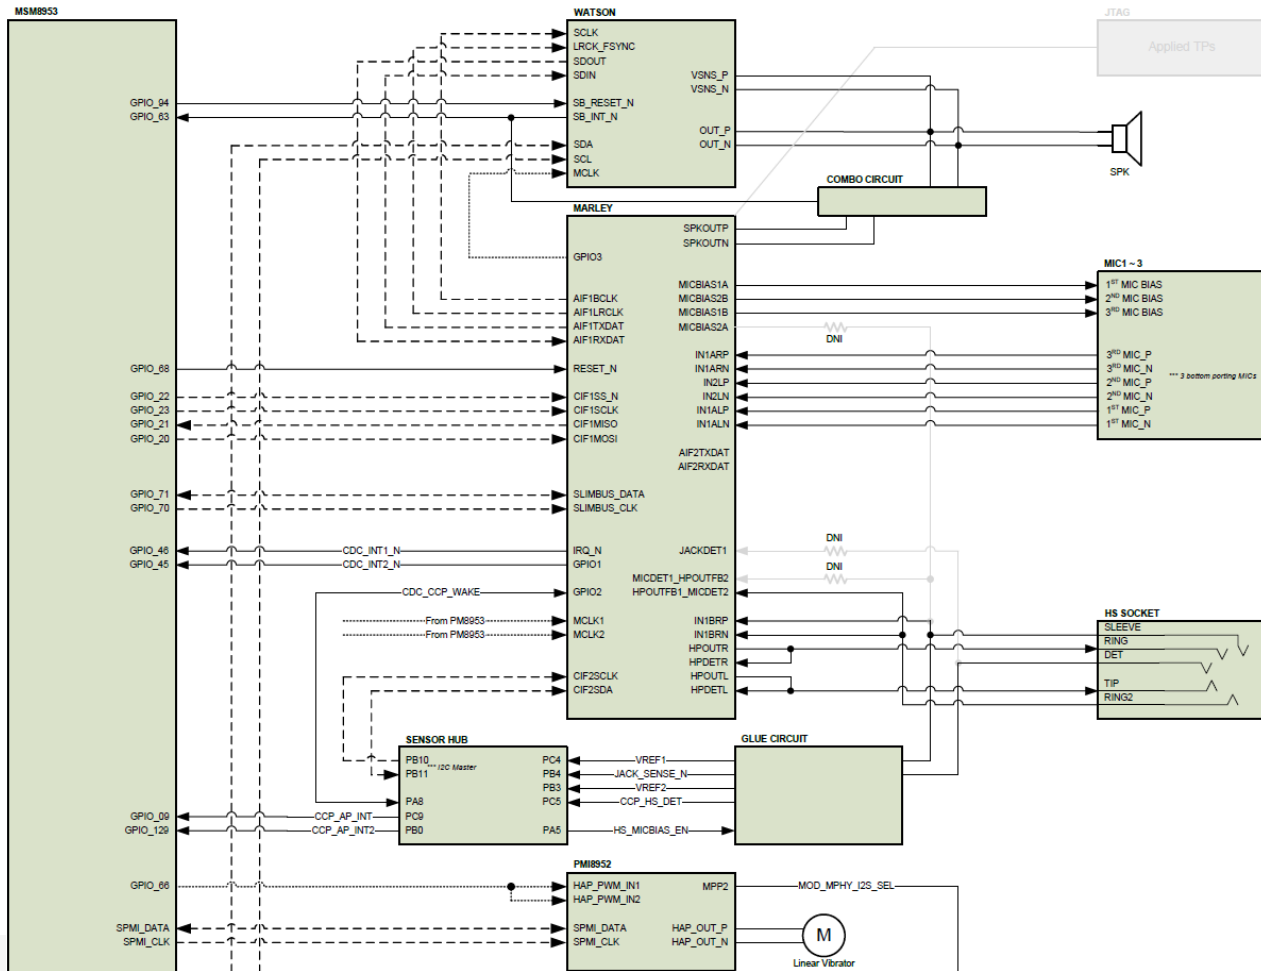 MSM8953
WATSON
JTAG
SCLK
LRCK_FSYNC
SDOUT
SDIN
Applied TPs
VSNS_P
VSNS_N
GPIO_94
SB_RESET_N
GPIO_63
SB_INT_N
OUT_P
OUT_N
SDA
SCL
MCLK
SPK
COMBO CIRCUIT
MARLEY
SPKOUTP
SPKOUTN
GPIO3
MIC1 ~ 3
MICBIAS1A
1ST MIC BIAS
AIF1BCLK
MICBIAS2B
2ND MIC BIAS
AIF1LRCLK
MICBIAS1B
3RD MIC BIAS
AIF1TXDAT
MICBIAS2A
AIF1RXDAT
DNI
IN1ARP
3RD MIC_P
GPIO_68
RESET_N
IN1ARN
3RD MIC_N
*** 3 bottom porting MICs
IN2LP
2ND MIC_P
GPIO_22
CIF1SS_N
IN2LN
2ND MIC_N
GPIO_23
CIF1SCLK
IN1ALP
1ST MIC_P
GPIO_21
CIF1MISO
IN1ALN
1ST MIC_N
GPIO_20
CIF1MOSI
AIF2TXDAT
AIF2RXDAT
GPIO_71
SLIMBUS_DATA
GPIO_70
SLIMBUS_CLK
DNI
GPIO_46
CDC_INT1_N
IRQ_N
JACKDET1
GPIO_45
CDC_INT2_N
GPIO1
DNI
MICDET1_HPOUTFB2
CDC_CCP_WAKE
GPIO2
HPOUTFB1_MICDET2
HS SOCKET
From PM8953
MCLK1
IN1BRP
SLEEVE
From PM8953
MCLK2
IN1BRN
RING
HPOUTR
DET
HPDETR
CIF2SCLK
HPOUTL
TIP
CIF2SDA
HPDETL
RING2
SENSOR HUB
GLUE CIRCUIT
PB10
*** I2C Master
PC4
VREF1
PB11
PB4
JACK_SENSE_N
PB3
VREF2
PA8
PC5
CCP_HS_DET
GPIO_09
CCP_AP_INT
PC9
GPIO_129
CCP_AP_INT2
PB0
PA5
HS_MICBIAS_EN
PMI8952
GPIO_66
HAP_PWM_IN1
MPP2
MOD_MPHY_I2S_SEL
HAP_PWM_IN2
SPMI_DATA
SPMI_DATA
HAP_OUT_P
M
SPMI_CLK
SPMI_CLK
HAP_OUT_N
Linear Vibrator